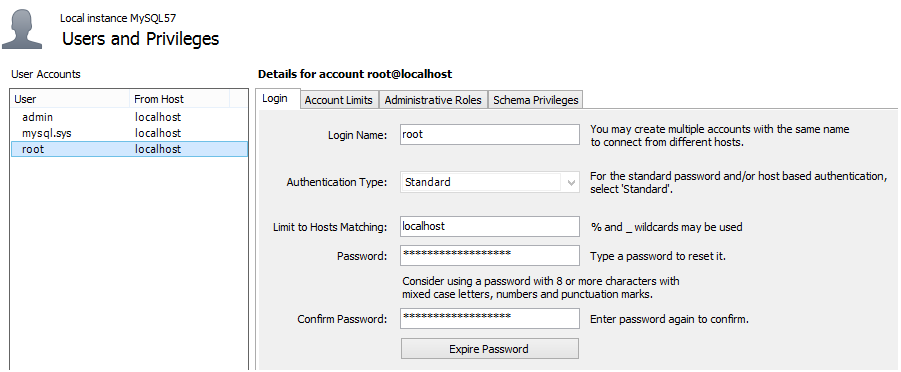 Local instance MySQL57
Users and Privileges
User Accounts
User From Host
admin localhost
mysql.sys localhost
root localhost
Details for account root@localhost
Login Account Limits Administrative Roles Schema Privileges
Login Name: root
You may create multiple accounts with the same name
to connect from different hosts.
Authentication Type: Standard
For the standard password and/or host based authentication,
select 'Standard'.
Limit to Hosts Matching: localhost % and _ wildcards may be used
Password: ****************** Type a password to reset it.
Consider using a password with 8 or more characters with
mixed case letters, numbers and punctuation marks.
Confirm Password: ****************** Enter password again to confirm.
Expire Password